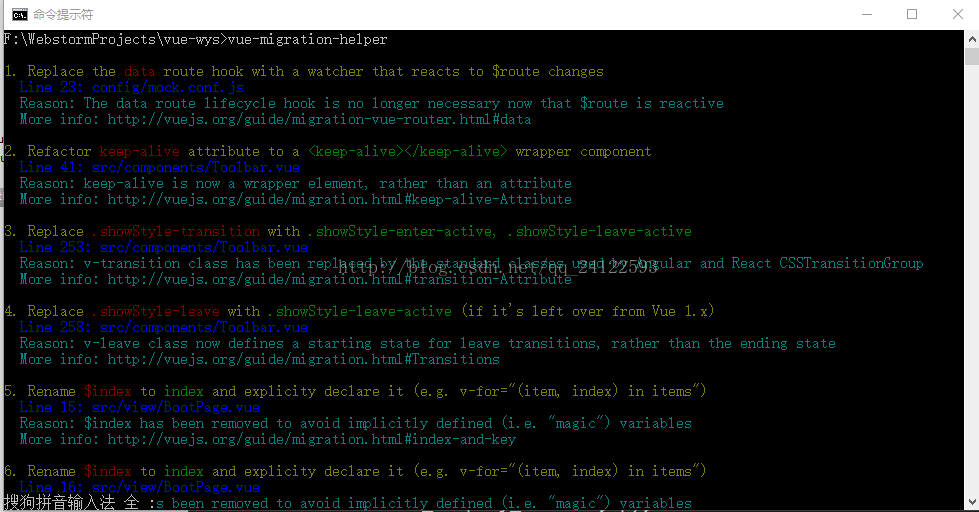 命令提示符
F:\WebstormProjects\vue-wys>vue-migration-helper
1. Replace the data route hook with a watcher that reacts to $route changes
Line 23: config/mock.conf.js
Reason: The data route lifecycle hook is no longer necessary now that $route is reactive
More info: http://vuejs.org/guide/migration-vue-router.html#data
2. Refactor keep-alive attribute to a <keep-alive></keep-alive> wrapper component
Line 41: src/components/Toolbar.vue
Reason: keep-alive is now a wrapper element, rather than an attribute
More info: http://vuejs.org/guide/migration.html#keep-alive-Attribute
3. Replace .showStyle-transition with .showStyle-enter-active, .showStyle-leave-active
Line 253: src/components/Toolbar.vue
Reason: v-transition class has been replaced by the standard classes used by Angular and React CSSTransitionGroup
http://blog.csdn.net/qq_24122593
More info: http://vuejs.org/guide/migration.html#transition-Attribute
4. Replace .showStyle-leave with .showStyle-leave-active (if it's left over from Vue 1.x)
Line 253: src/components/Toolbar.vue
Reason: v-leave class now defines a starting state for leave transitions, rather than the ending state
More info: http://vuejs.org/guide/migration.html#Transitions
5. Rename $index to index and explicity declare it (e.g. v-for="(item, index) in items")
Line 15: src/view/BootPage.vue
Reason: $index has been removed to avoid implicitly defined (i.e. "magic") variables
More info: http://vuejs.org/guide/migration.html#index-and-key
6. Rename $index to index and explicity declare it (e.g. v-for="(item, index) in items")
Line 16: src/view/BootPage.vue
搜狗拼音输入法 全 :s been removed to avoid implicitly defined (i.e. "magic") variables